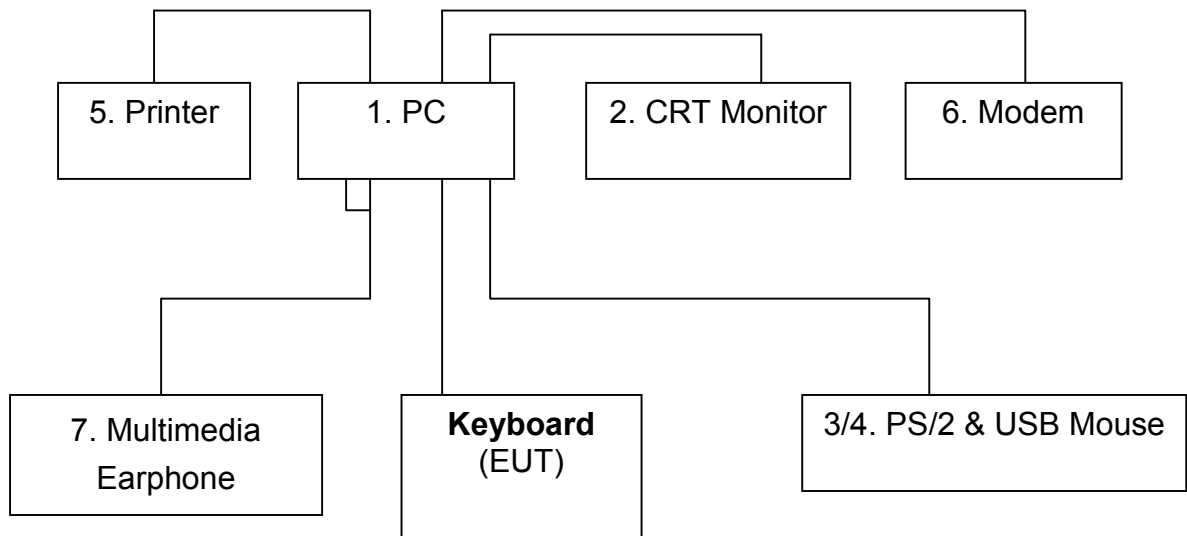 5. Printer
1. PC
2. CRT Monitor
6. Modem
7. Multimedia
Earphone
Keyboard
(EUT)
3/4. PS/2 & USB Mouse